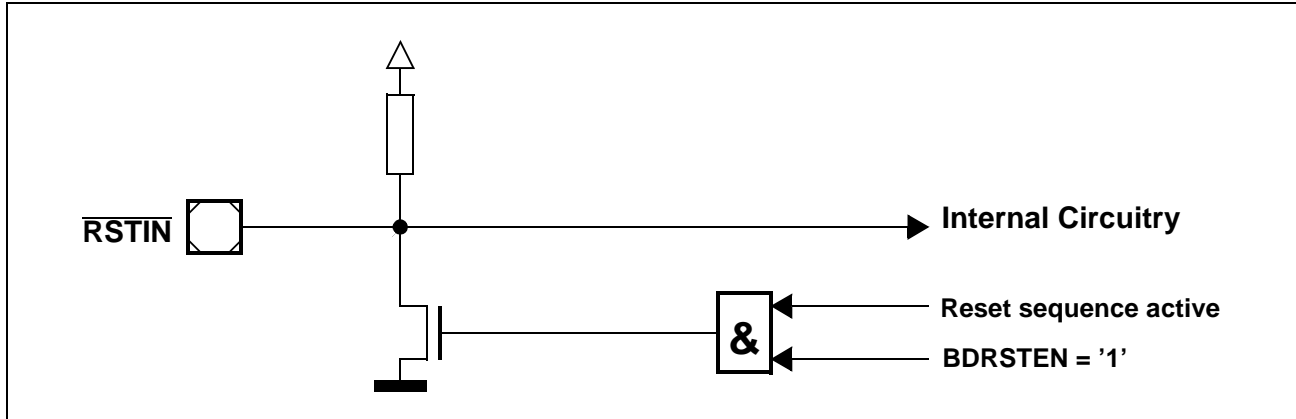 RSTIN
Internal Circuitry
Reset sequence active
&
BDRSTEN = '1'